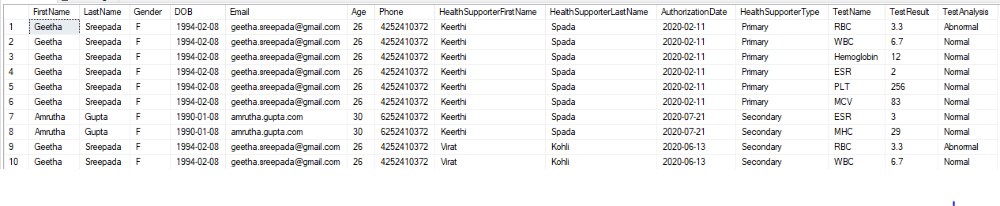 FirstName LastName Gender DOB Email Age Phone HealthSupporterFirstName HealthSupporterLastName AuthorizationDate HealthSupporterType TestName TestResult TestAnalysis
1 Geetha Sreepada F 1994-02-08 geetha.sreepada@gmail.com 26 4252410372 Keerthi Spada 2020-02-11 Primary RBC 3.3 Abnormal
2 Geetha Sreepada F 1994-02-08 geetha.sreepada@gmail.com 26 4252410372 Keerthi Spada 2020-02-11 Primary WBC 6.7 Normal
3 Geetha Sreepada F 1994-02-08 geetha.sreepada@gmail.com 26 4252410372 Keerthi Spada 2020-02-11 Primary Hemoglobin 12 Normal
4 Geetha Sreepada F 1994-02-08 geetha.sreepada@gmail.com 26 4252410372 Keerthi Spada 2020-02-11 Primary ESR 2 Normal
5 Geetha Sreepada F 1994-02-08 geetha.sreepada@gmail.com 26 4252410372 Keerthi Spada 2020-02-11 Primary PLT 256 Normal
6 Geetha Sreepada F 1994-02-08 geetha.sreepada@gmail.com 26 4252410372 Keerthi Spada 2020-02-11 Primary MCV 83 Normal
7 Amrutha Gupta F 1990-01-08 amrutha.gupta.com 30 6252410372 Keerthi Spada 2020-07-21 Secondary ESR 3 Normal
8 Amrutha Gupta F 1990-01-08 amrutha.gupta.com 30 6252410372 Keerthi Spada 2020-07-21 Secondary MHC 29 Normal
9 Geetha Sreepada F 1994-02-08 geetha.sreepada@gmail.com 26 4252410372 Virat Kohli 2020-06-13 Secondary RBC 3.3 Abnormal
10 Geetha Sreepada F 1994-02-08 geetha.sreepada@gmail.com 26 4252410372 Virat Kohli 2020-06-13 Secondary WBC 6.7 Normal